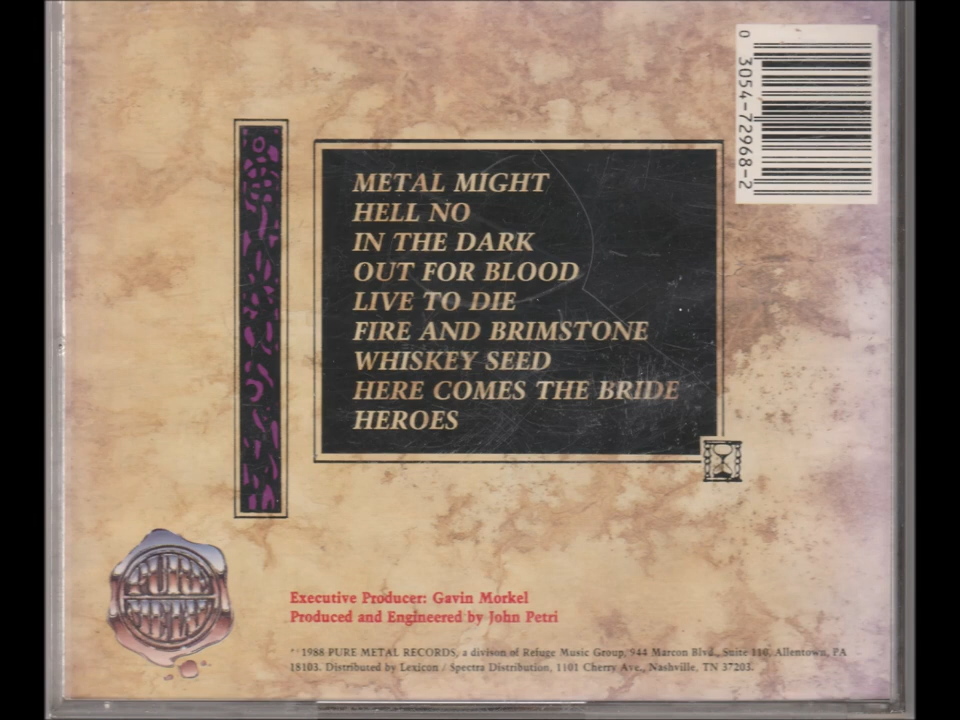 0 3054-72968-2
METAL MIGHT
HELL NO
IN THE DARK
OUT FOR BLOOD
LIVE TO DIE
FIRE AND BRIMSTONE
WHISKEY SEED
HERE COMES THE BRIDE
HEROES
PURE
METAL
Executive Producer: Gavin Morkel
Produced and Engineered by John Petri
1988 PURE METAL RECORDS, a divison of Refuge Music Group, 944 Marcon Blvd., Suite 110, Allentown, PA
18103. Distributed by Lexicon / Spectra Distribution, 1101 Cherry Ave., Nashville, TN 37203.